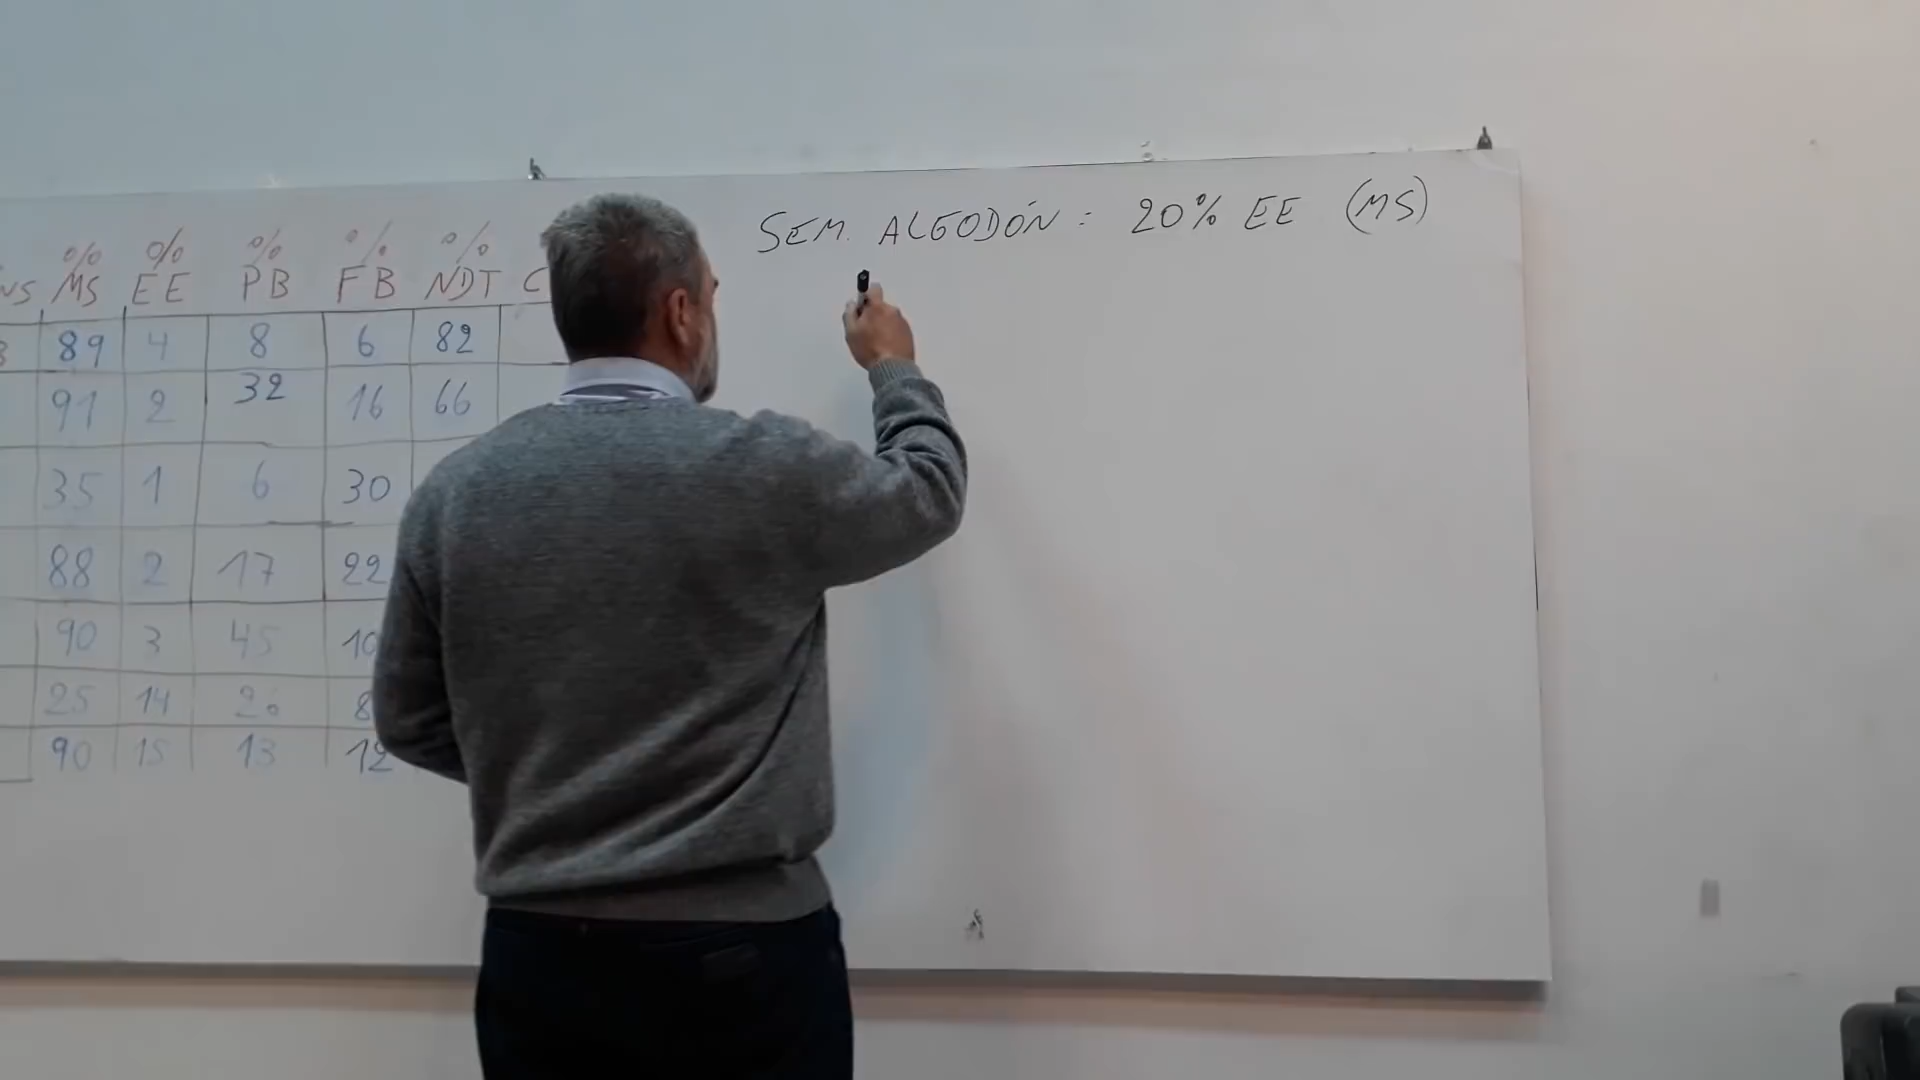 SEM. ALGODÓN: 20% EE (MS)
% % % % %
MS EE PB FB NDT C
89 4 8 6 82
91 2 32 16 66
35 1 6 30
88 2 17 22
90 3 45 10
25 14 20 8
90 15 13 12